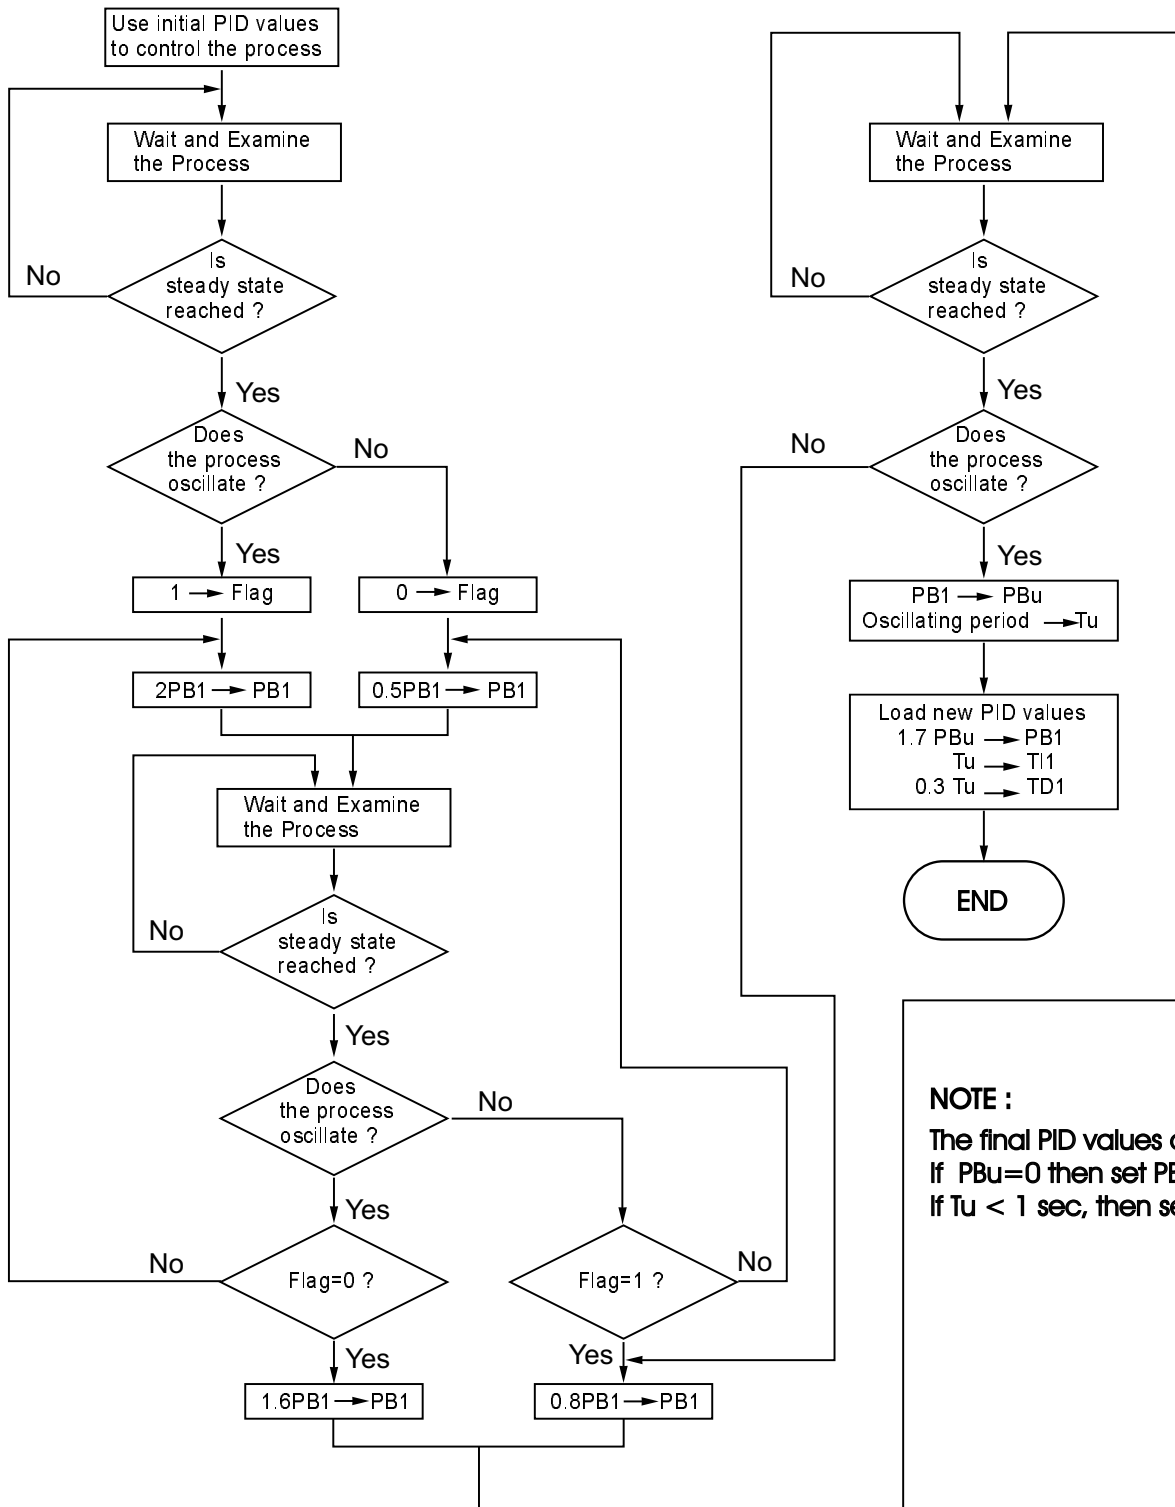 Use initial PID values
to control the process
Wait and Examine
the Process
Is
steady state
reached ?
No
Yes
Does
the process
oscillate ?
No
Yes
1 → Flag
0 → Flag
2PB1 → PB1
0.5PB1 → PB1
Wait and Examine
the Process
Is
steady state
reached ?
No
Yes
Does
the process
oscillate ?
No
Yes
Flag=0 ?
No
Flag=1 ?
No
Yes
Yes
1.6PB1 → PB1
0.8PB1 → PB1
Wait and Examine
the Process
Is
steady state
reached ?
No
Yes
Does
the process
oscillate ?
No
Yes
PB1 → PBu
Oscillating period → Tu
Load new PID values
1.7 PBu → PB1
Tu → TI1
0.3 Tu → TD1
END
NOTE :
The final PID values
If PBu=0 then set
If Tu < 1 sec, then